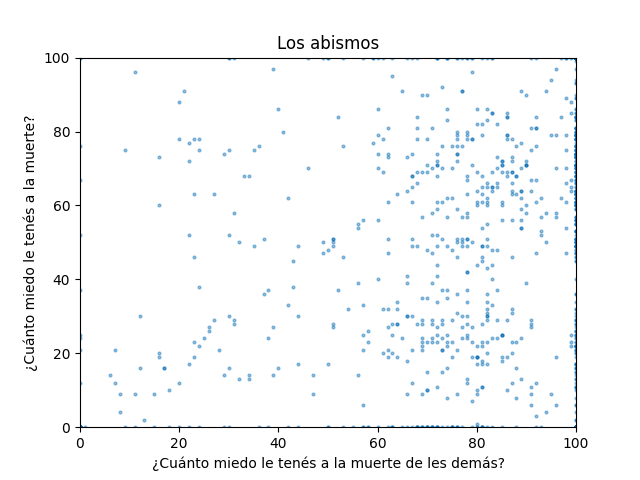 Los abismos
¿Cuánto miedo le tenés a la muerte?
100
80
60
40
20
0
0 20 40 60 80 100
¿Cuánto miedo le tenés a la muerte de les demás?